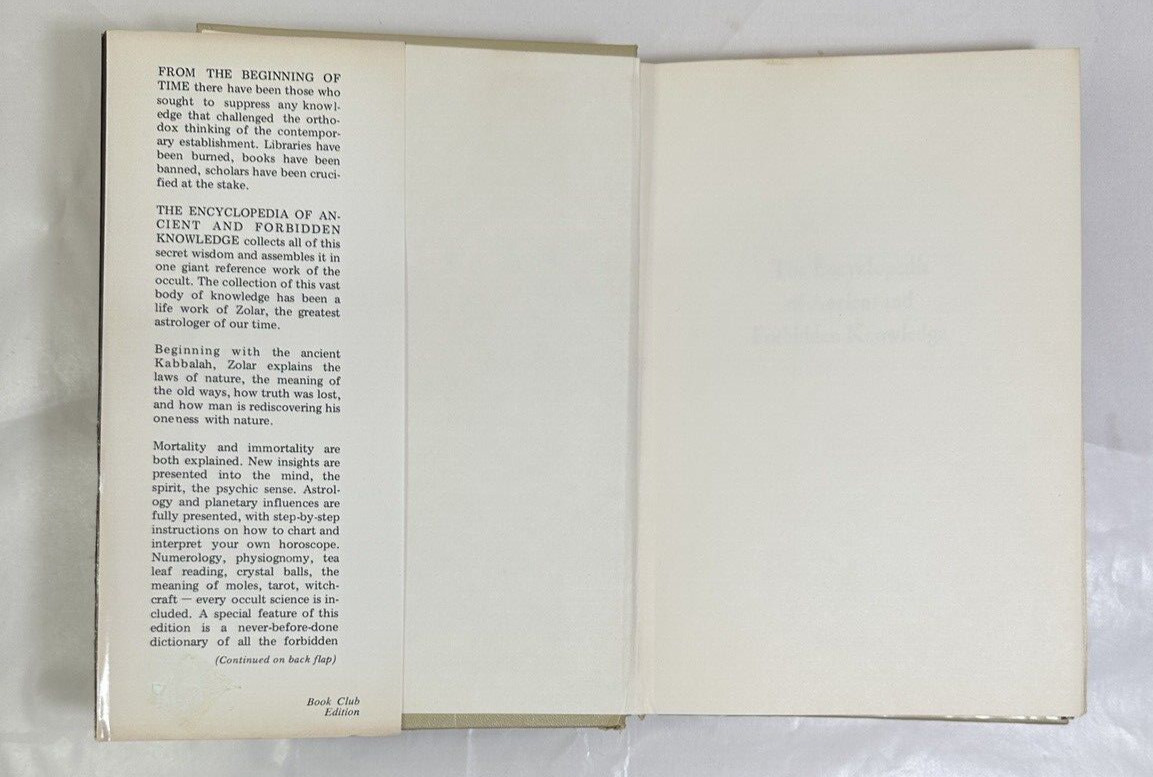 FROM THE BEGINNING OF
TIME there have been those who
sought to suppress any knowl-
edge that challenged the ortho-
dox thinking of the contempor-
ary establishment. Libraries have
been burned, books have been
banned, scholars have been cruci-
fied at the stake.
THE ENCYCLOPEDIA OF AN-
CIENT AND FORBIDDEN
KNOWLEDGE collects all of this
secret wisdom and assembles it in
one giant reference work of the
occult. The collection of this vast
body of knowledge has been a
life work of Zolar, the greatest
astrologer of our time.
Beginning with the ancient
Kabbalah, Zolar explains the
laws of nature, the meaning of
the old ways, how truth was lost,
and how man is rediscovering his
oneness with nature.
Mortality and immortality are
both explained. New insights are
presented into the mind, the
spirit, the psychic sense. Astrol-
ogy and planetary influences are
fully presented, with step-by-step
instructions on how to chart and
interpret your own horoscope.
Numerology, physiognomy, tea
leaf reading, crystal balls, the
meaning of moles, tarot, witch-
craft — every occult science is in-
cluded. A special feature of this
edition is a never-before-done
dictionary of all the forbidden
(Continued on back flap)
Book Club
Edition
The Encyclopedia
of Ancient and
Forbidden Knowledge